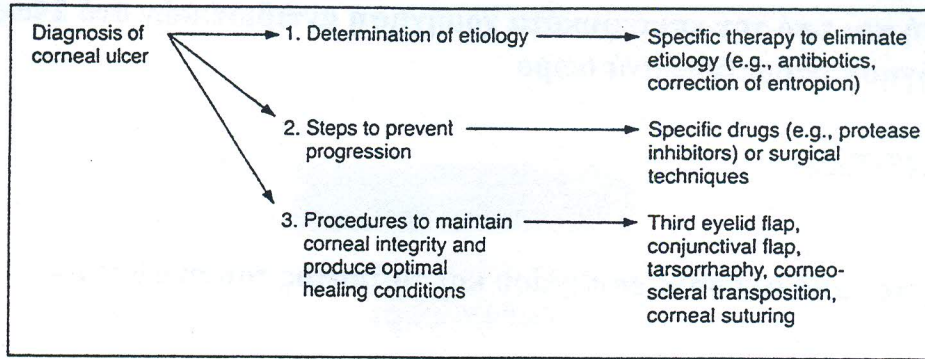 Diagnosis of
corneal ulcer
1. Determination of etiology
Specific therapy to eliminate
etiology (e.g., antibiotics,
correction of entropion)
2. Steps to prevent
progression
Specific drugs (e.g., protease
inhibitors) or surgical
techniques
3. Procedures to maintain
corneal integrity and
produce optimal
healing conditions
Third eyelid flap,
conjunctival flap,
tarsorrhaphy, corneo-
scleral transposition,
corneal suturing